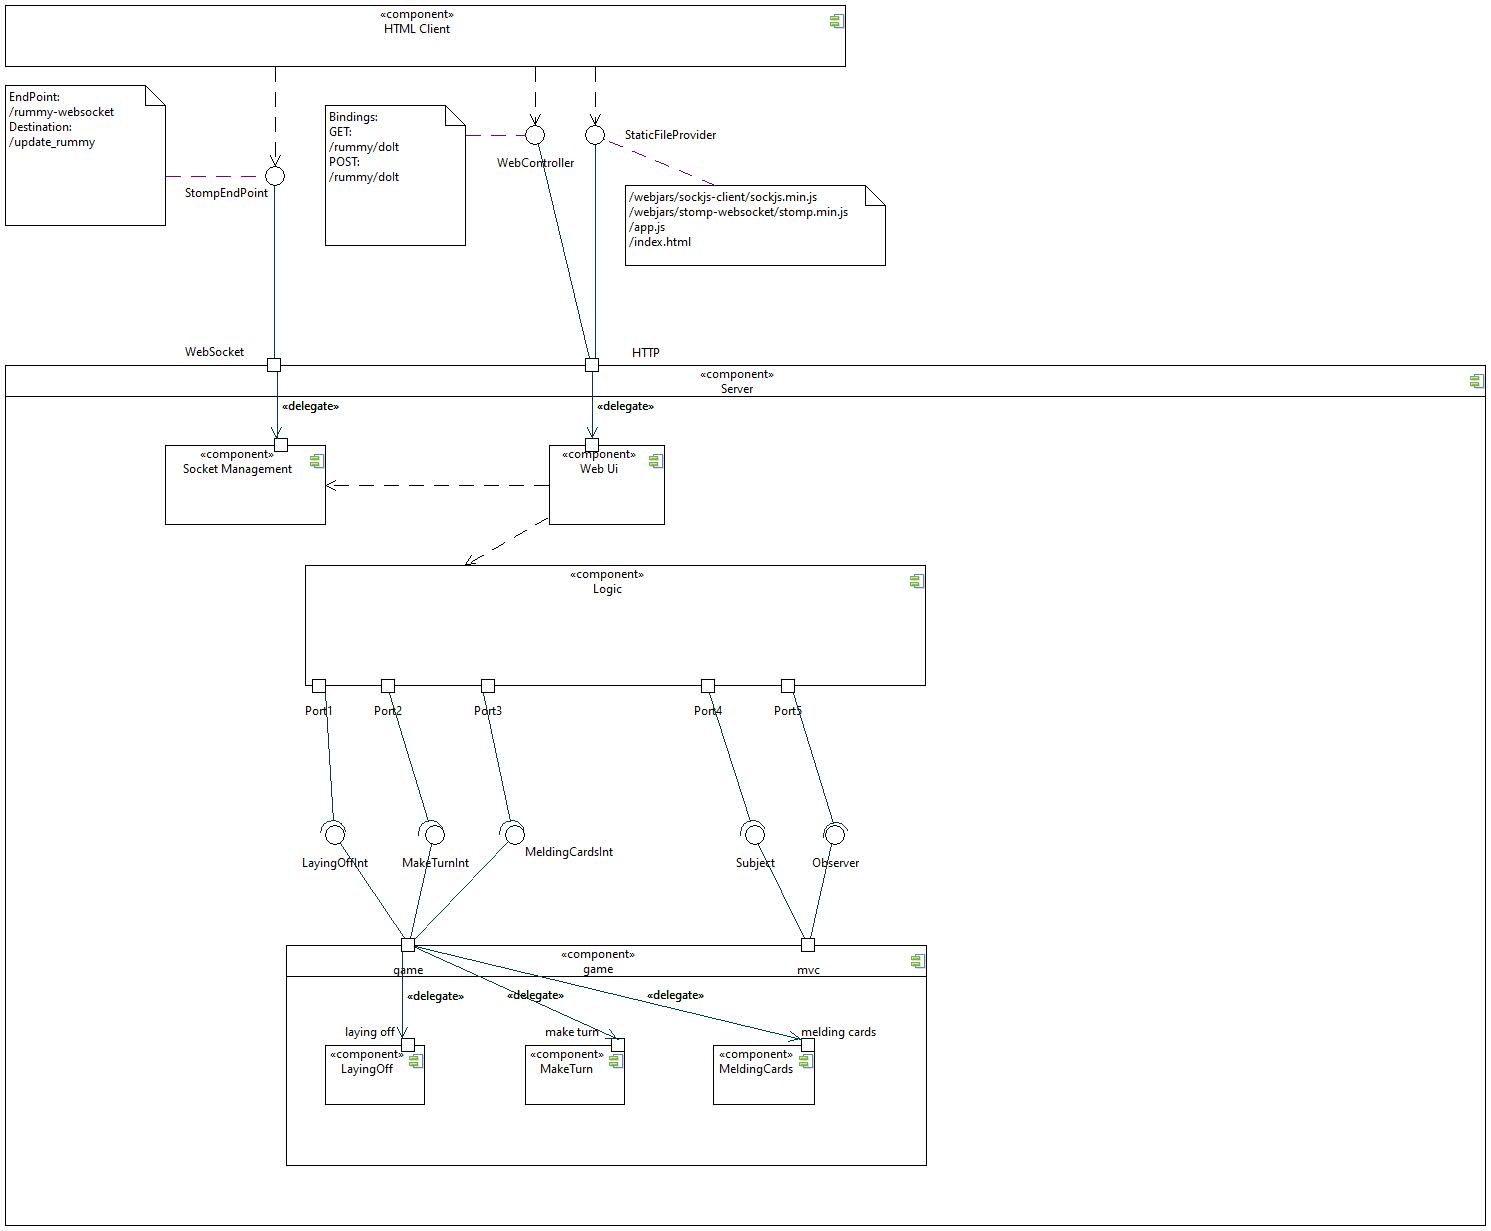 «component»
HTML Client
EndPoint:
/rummy-websocket
Destination:
/update_rummy
StompEndPoint
Bindings:
GET:
/rummy/doIt
POST:
/rummy/doIt
WebController
StaticFileProvider
/webjars/sockjs-client/sockjs.min.js
/webjars/stomp-websocket/stomp.min.js
/app.js
/index.html
WebSocket
HTTP
«component»
Server
«delegate»
«delegate»
«component»
Socket Management
«component»
Web Ui
«component»
Logic
Port1
Port2
Port3
Port4
Port5
LayingOffInt
MakeTurnInt
MeldingCardsInt
Subject
Observer
«component»
game
game
mvc
«delegate»
«delegate»
«delegate»
laying off
make turn
melding cards
«component»
LayingOff
«component»
MakeTurn
«component»
MeldingCards